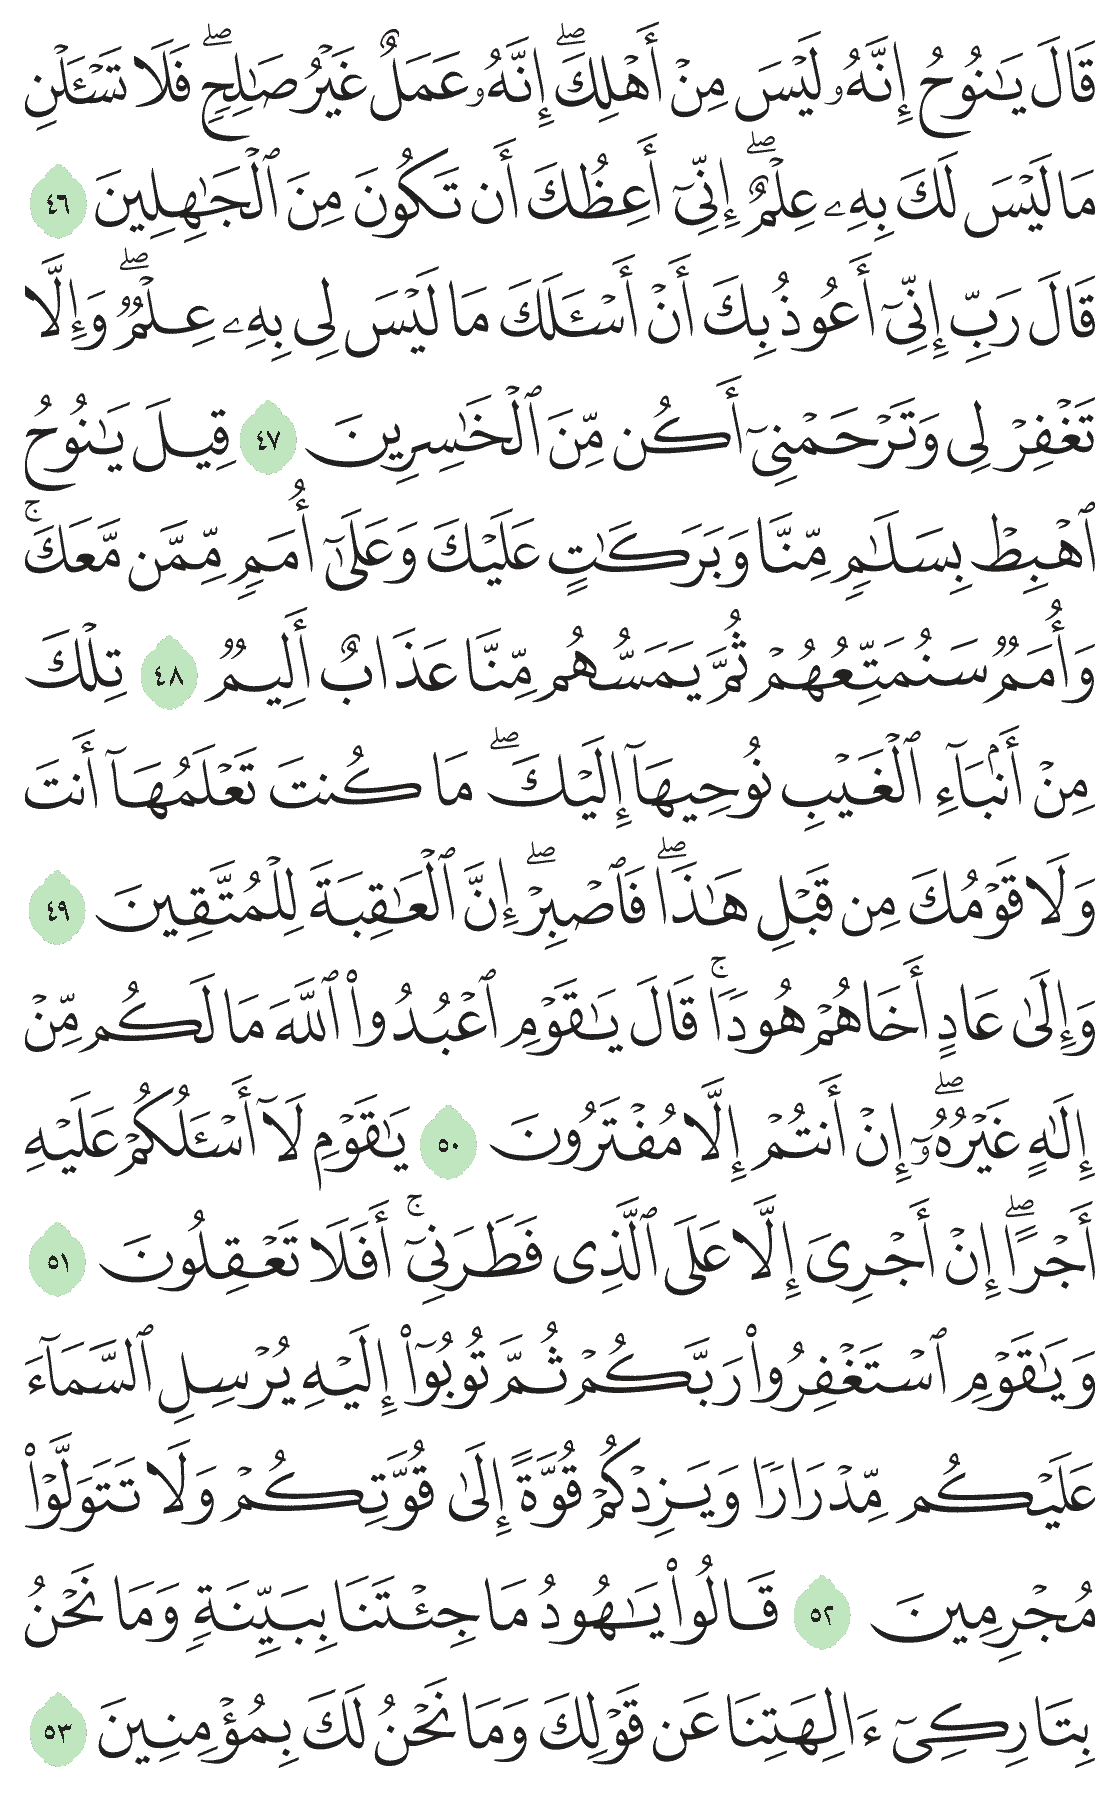 قَالَ يَـٰنُوحُ إِنَّهُۥ لَيْسَ مِنْ أَهْلِكَ ۖ إِنَّهُۥ عَمَلٌ غَيْرُ صَـٰلِحٍ ۖ فَلَا تَسْـَٔلْنِ
مَا لَيْسَ لَكَ بِهِۦ عِلْمٌ ۖ إِنِّىٓ أَعِظُكَ أَن تَكُونَ مِنَ ٱلْجَـٰهِلِينَ ٤٦
قَالَ رَبِّ إِنِّىٓ أَعُوذُ بِكَ أَنْ أَسْـَٔلَكَ مَا لَيْسَ لِى بِهِۦ عِلْمٌ ۖ وَإِلَّا
تَغْفِرْ لِى وَتَرْحَمْنِىٓ أَكُن مِّنَ ٱلْخَـٰسِرِينَ ٤٧ قِيلَ يَـٰنُوحُ
ٱهْبِطْ بِسَلَـٰمٍ مِّنَّا وَبَرَكَـٰتٍ عَلَيْكَ وَعَلَىٰٓ أُمَمٍ مِّمَّن مَّعَكَ ۚ
وَأُمَمٌ سَنُمَتِّعُهُمْ ثُمَّ يَمَسُّهُم مِّنَّا عَذَابٌ أَلِيمٌ ٤٨ تِلْكَ
مِنْ أَنۢبَآءِ ٱلْغَيْبِ نُوحِيهَآ إِلَيْكَ ۖ مَا كُنتَ تَعْلَمُهَآ أَنتَ
وَلَا قَوْمُكَ مِن قَبْلِ هَـٰذَا ۖ فَٱصْبِرْ ۖ إِنَّ ٱلْعَـٰقِبَةَ لِلْمُتَّقِينَ ٤٩
وَإِلَىٰ عَادٍ أَخَاهُمْ هُودًا ۚ قَالَ يَـٰقَوْمِ ٱعْبُدُوا۟ ٱللَّهَ مَا لَكُم مِّنْ
إِلَـٰهٍ غَيْرُهُۥٓ ۖ إِنْ أَنتُمْ إِلَّا مُفْتَرُونَ ٥٠ يَـٰقَوْمِ لَآ أَسْـَٔلُكُمْ عَلَيْهِ
أَجْرًا ۖ إِنْ أَجْرِىَ إِلَّا عَلَى ٱلَّذِى فَطَرَنِىٓ ۚ أَفَلَا تَعْقِلُونَ ٥١
وَيَـٰقَوْمِ ٱسْتَغْفِرُوا۟ رَبَّكُمْ ثُمَّ تُوبُوٓا۟ إِلَيْهِ يُرْسِلِ ٱلسَّمَآءَ
عَلَيْكُم مِّدْرَارًا وَيَزِدْكُمْ قُوَّةً إِلَىٰ قُوَّتِكُمْ وَلَا تَتَوَلَّوْا۟
مُجْرِمِينَ ٥٢ قَالُوا۟ يَـٰهُودُ مَا جِئْتَنَا بِبَيِّنَةٍ وَمَا نَحْنُ
بِتَارِكِىٓ ءَالِهَتِنَا عَن قَوْلِكَ وَمَا نَحْنُ لَكَ بِمُؤْمِنِينَ ٥٣